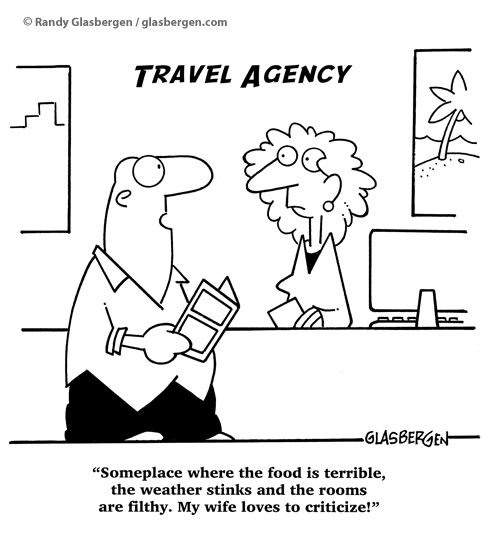 © Randy Glasbergen / glasbergen.com
TRAVEL AGENCY
GLASBERGEN
“Someplace where the food is terrible,
the weather stinks and the rooms
are filthy. My wife loves to criticize!”